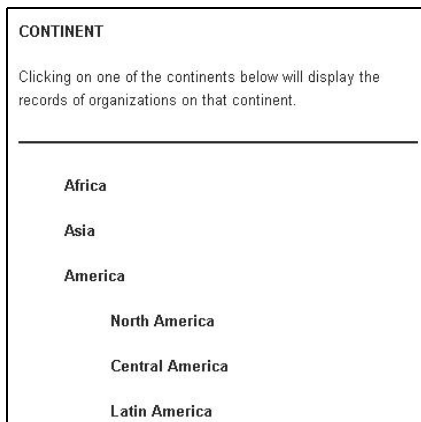 CONTINENT
Clicking on one of the continents below will display the
records of organizations on that continent.
Africa
Asia
America
North America
Central America
Latin America